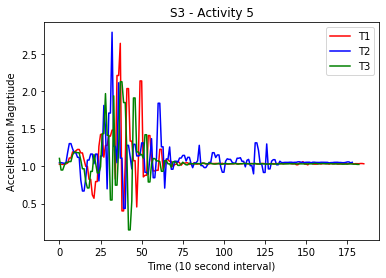 S3 - Activity 5
T1
T2
T3
2.5
2.0
1.5
1.0
0.5
Acceleration Magntiude
0 25 50 75 100 125 150 175
Time (10 second interval)